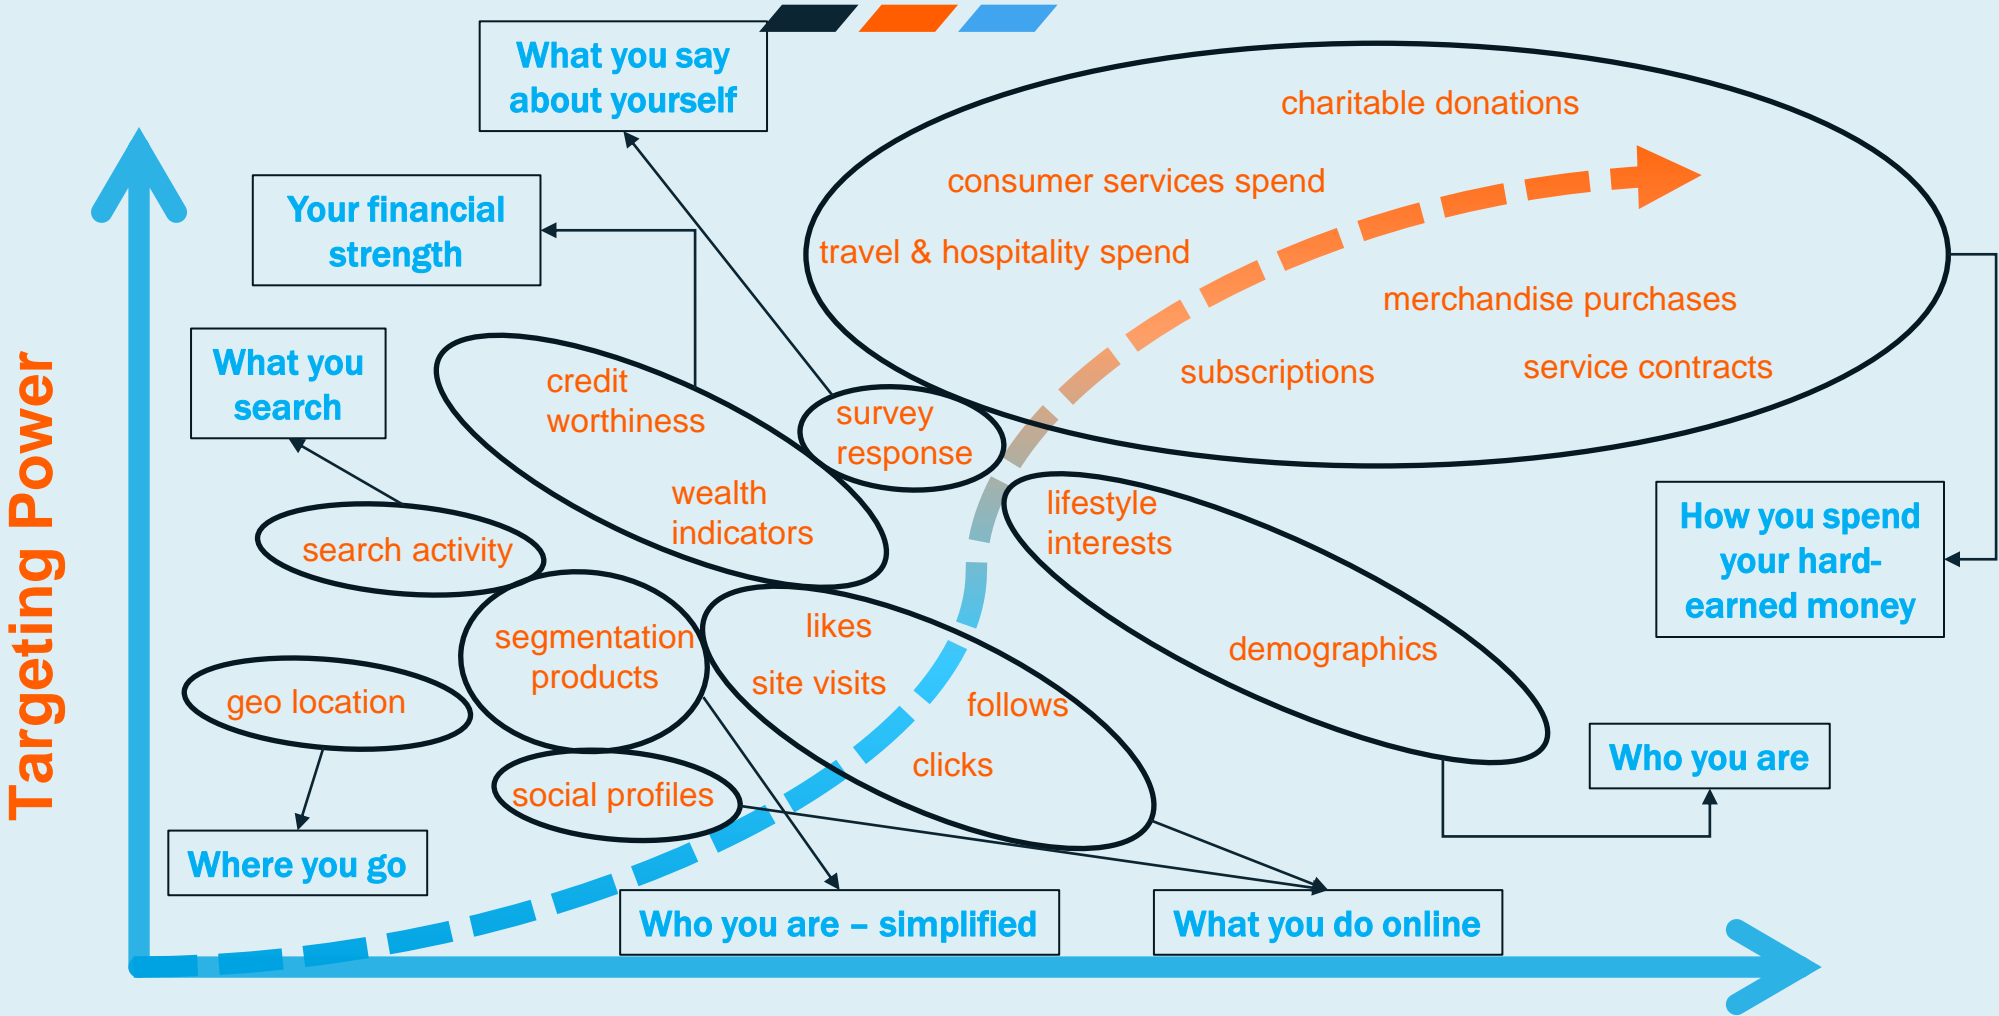 What you say
about yourself
charitable donations
consumer services spend
Your financial
strength
travel & hospitality spend
merchandise purchases
What you
search
credit
worthiness
subscriptions
service contracts
survey
response
Targeting Power
wealth
indicators
lifestyle
interests
How you spend
your hard-
earned money
search activity
segmentation
products
likes
site visits
follows
demographics
geo location
clicks
social profiles
Who you are
Where you go
Who you are – simplified
What you do online